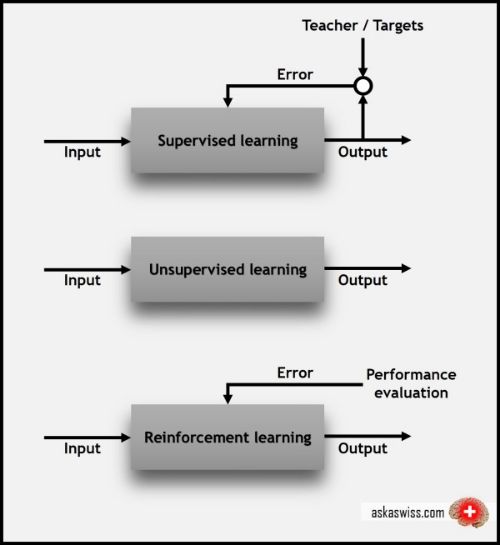 Teacher / Targets
Error
Supervised learning
Input
Output
Unsupervised learning
Input
Output
Error
Performance
evaluation
Reinforcement learning
Input
Output
askaswiss.com